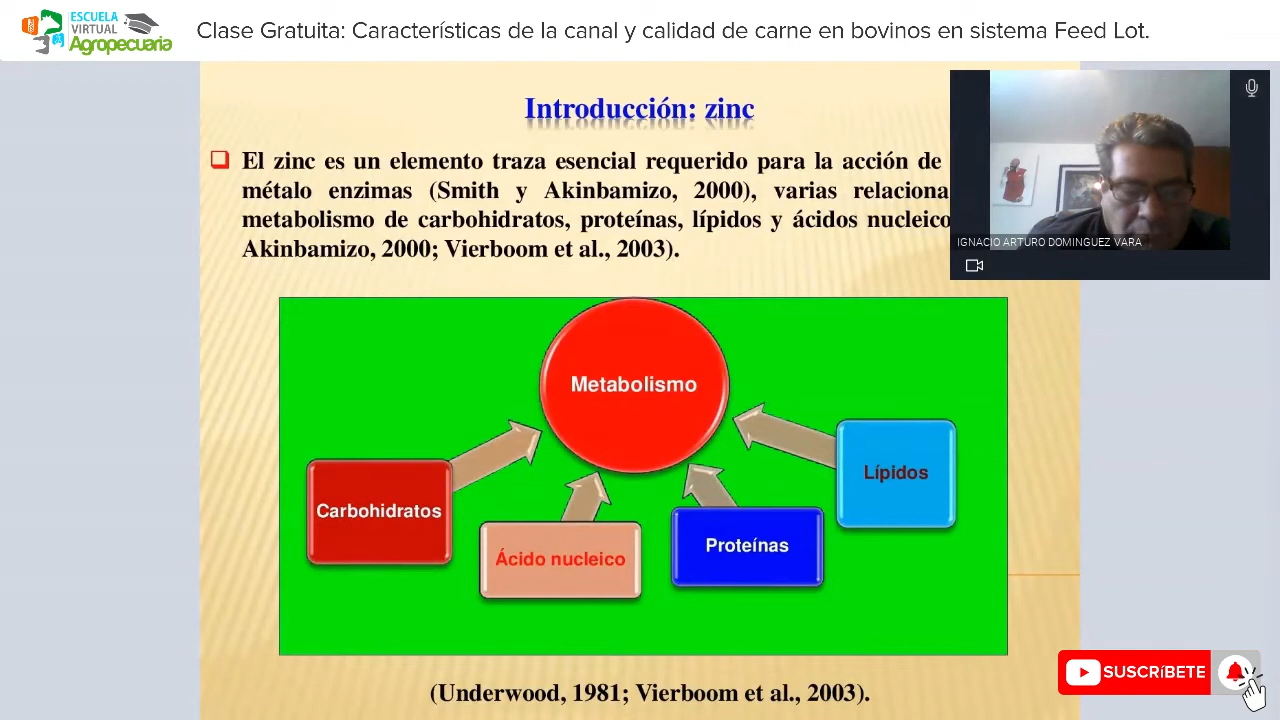 ESCUELA
VIRTUAL
Agropecuaria
Clase Gratuita: Características de la canal y calidad de carne en bovinos en sistema Feed Lot.
Introducción: zinc
El zinc es un elemento traza esencial requerido para la acción de
métalo enzimas (Smith y Akinbamizo, 2000), varias relaciona
metabolismo de carbohidratos, proteínas, lípidos y ácidos nucleico
Akinbamizo, 2000; Vierboom et al., 2003).
IGNACIO ARTURO DOMINGUEZ VARA
Metabolismo
Carbohidratos
Ácido nucleico
Proteínas
Lípidos
(Underwood, 1981; Vierboom et al., 2003).
SUSCRíBETE